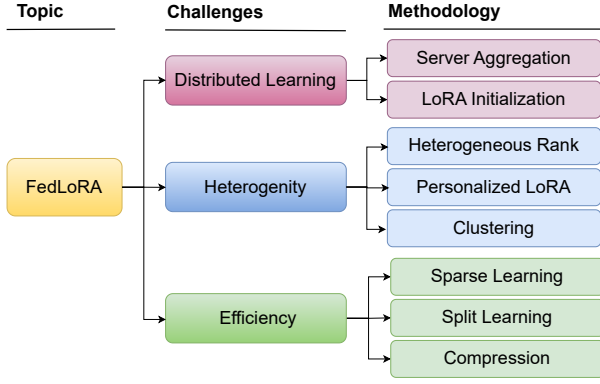 Topic
Challenges
Methodology
FedLoRA
Distributed Learning
Server Aggregation
LoRA Initialization
Heterogenity
Heterogeneous Rank
Personalized LoRA
Clustering
Efficiency
Sparse Learning
Split Learning
Compression